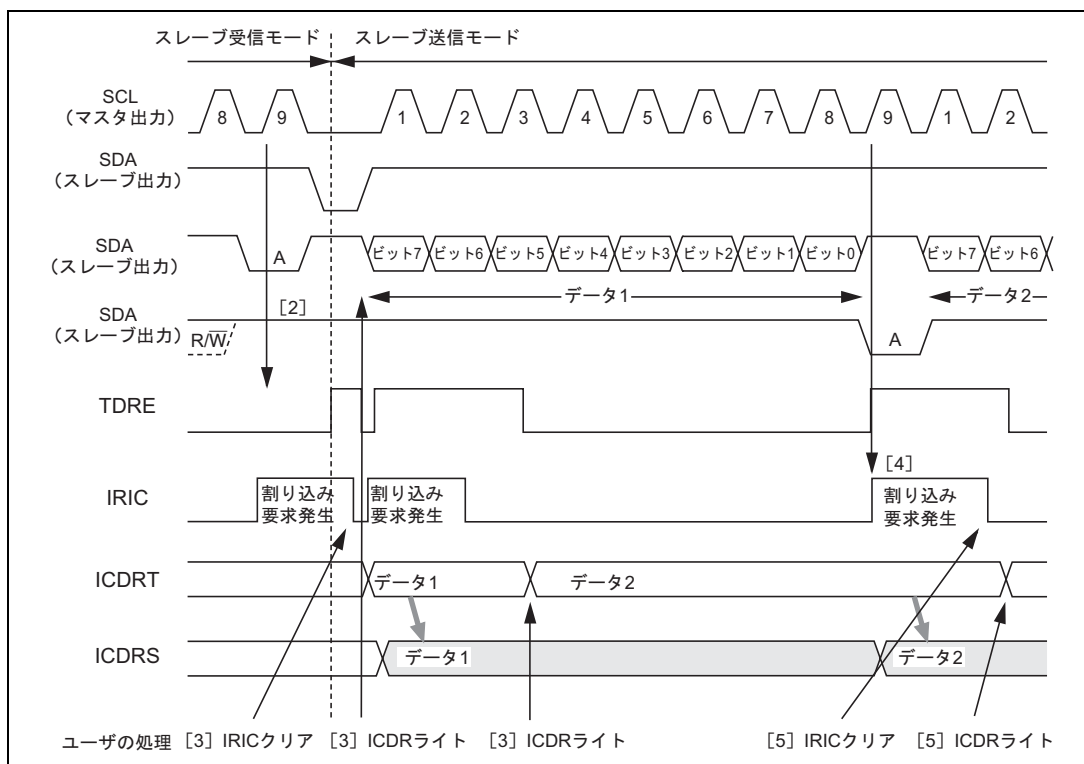 スレーブ受信モード スレーブ送信モード
SCL
（マスタ出力）
8 9 1 2 3 4 5 6 7 8 9 1 2
SDA
（スレーブ出力）
SDA
（スレーブ出力）
A ビット7 ビット6 ビット5 ビット4 ビット3 ビット2 ビット1 ビット0 ビット7 ビット6
データ1 データ2
SDA
（スレーブ出力）
R/W̅ [2] A
TDRE
[4]
IRIC
割り込み 割り込み 割り込み
要求発生 要求発生 要求発生
ICDRT
データ1 データ2
ICDRS
データ1 データ2
ユーザの処理 [3] IRICクリア [3] ICDRライト [3] ICDRライト [5] IRICクリア [5] ICDRライト